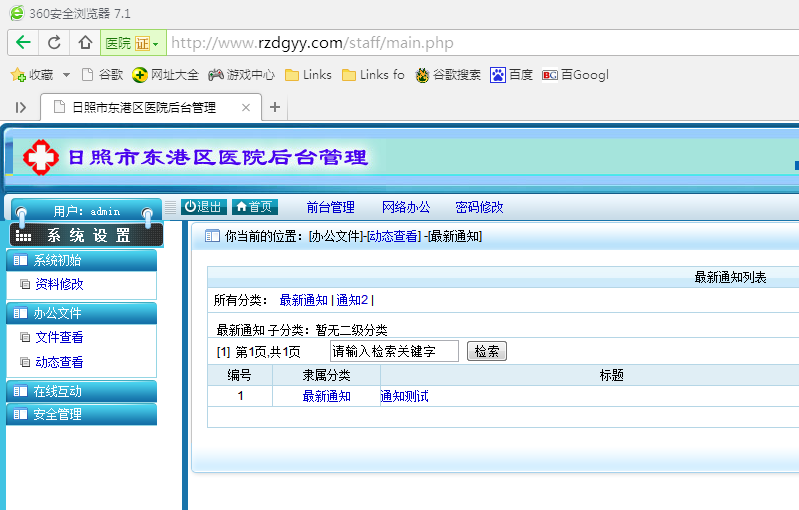 360安全浏览器 7.1
医院 证 http://www.rzdgyy.com/staff/main.php
收藏 谷歌 网址大全 游戏中心 Links Links fo 谷歌搜索 百度 百Googl
日照市东港区医院后台管理
日照市东港区医院后台管理
用户：admin 退出 首页 前台管理 网络办公 密码修改
系统设置
你当前的位置：[办公文件]-[动态查看] -[最新通知]
系统初始
资料修改
办公文件
文件查看
动态查看
在线互动
安全管理
最新通知列表
所有分类： 最新通知 | 通知2 |
最新通知 子分类：暂无二级分类
[1] 第1页,共1页 请输入检索关键字 检索
编号 隶属分类 标题
1 最新通知 通知测试